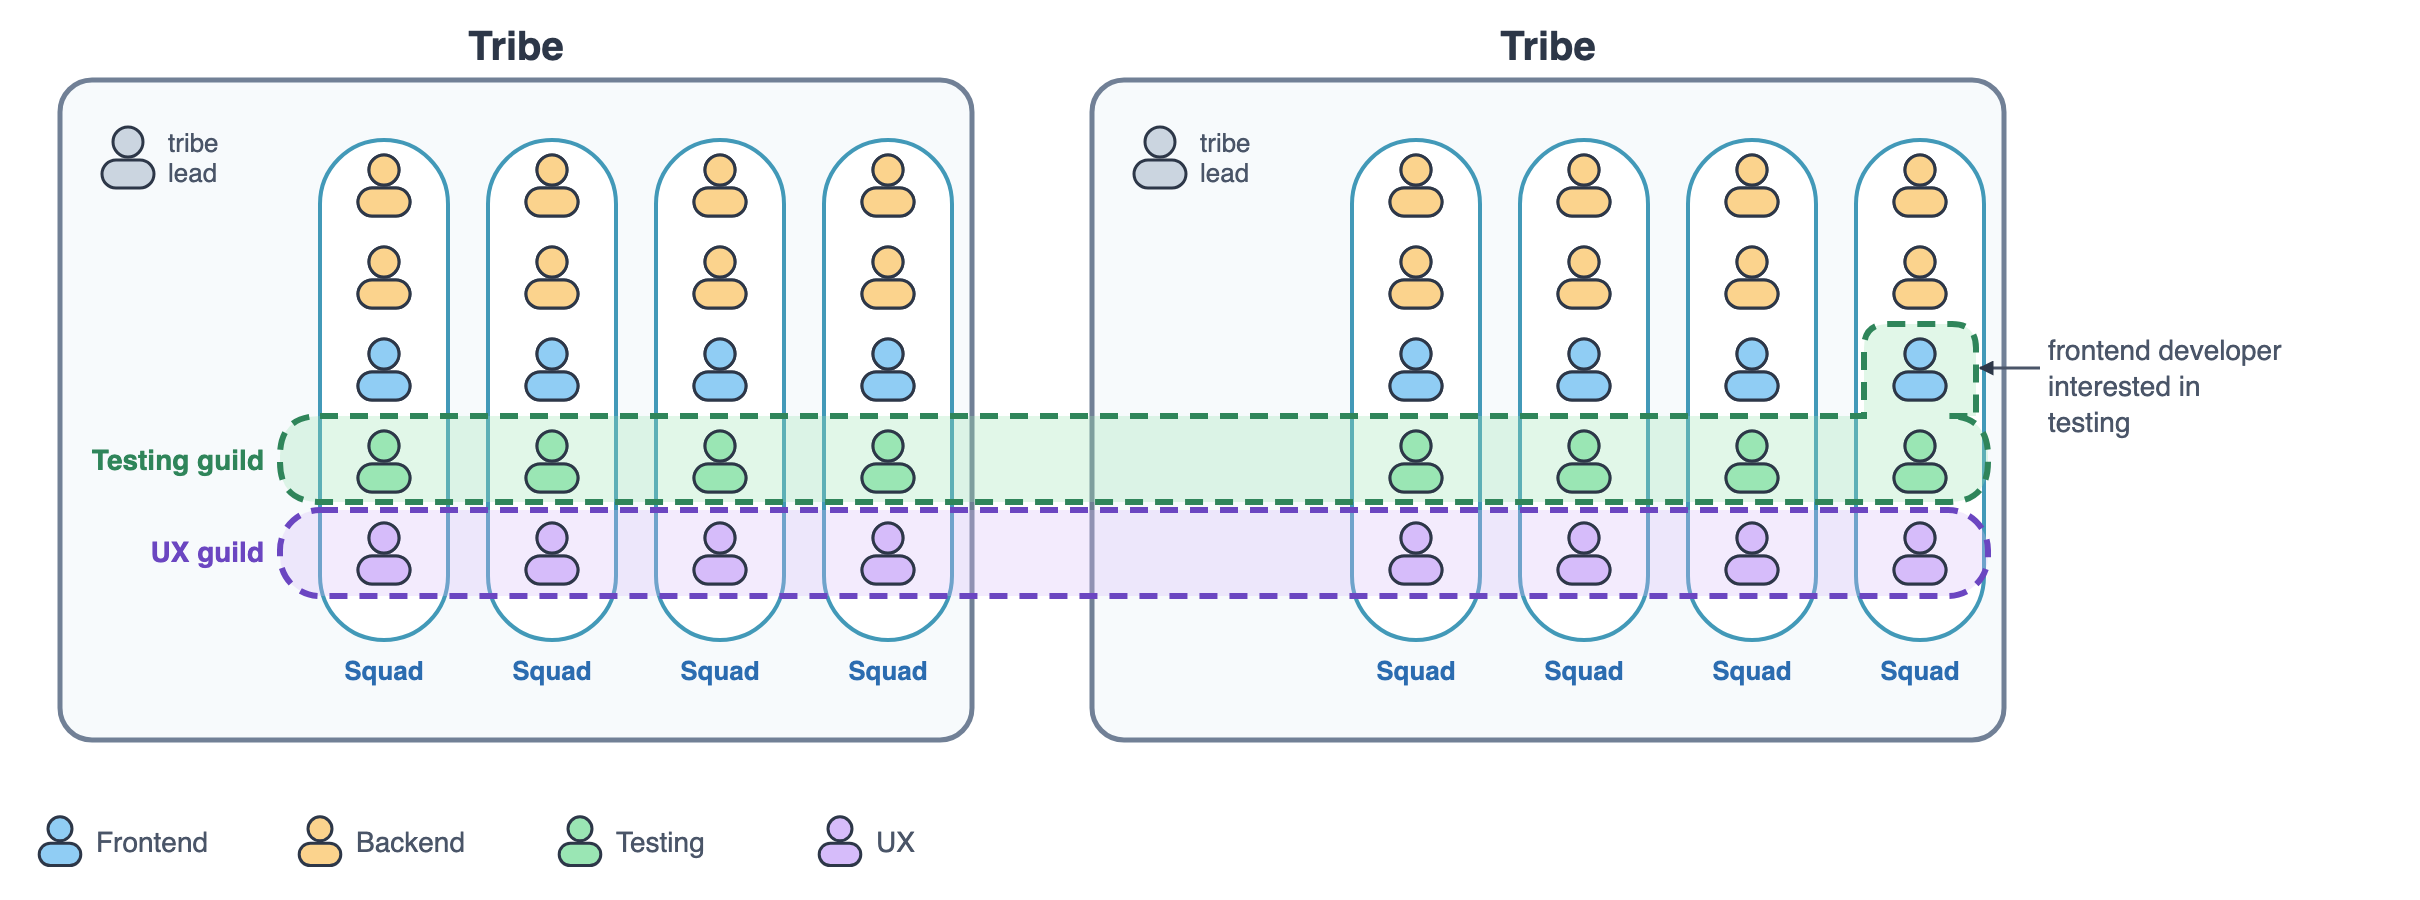 Tribe
Tribe
tribe
lead
tribe
lead
frontend developer
interested in
testing
Testing guild
UX guild
Squad
Squad
Squad
Squad
Squad
Squad
Squad
Squad
Frontend
Backend
Testing
UX